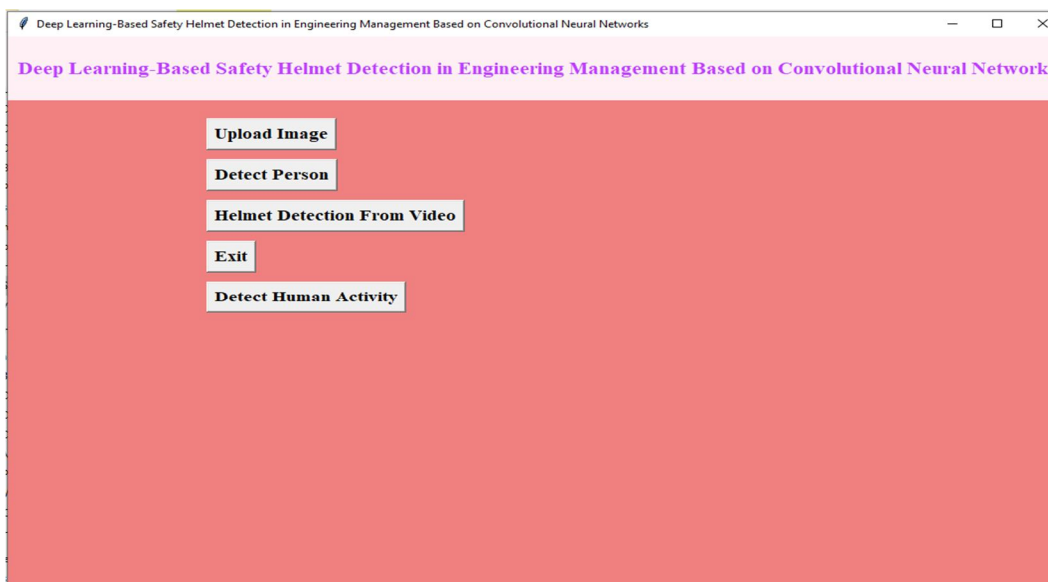 Deep Learning-Based Safety Helmet Detection in Engineering Management Based on Convolutional Neural Networks
Deep Learning-Based Safety Helmet Detection in Engineering Management Based on Convolutional Neural Network
Upload Image
Detect Person
Helmet Detection From Video
Exit
Detect Human Activity